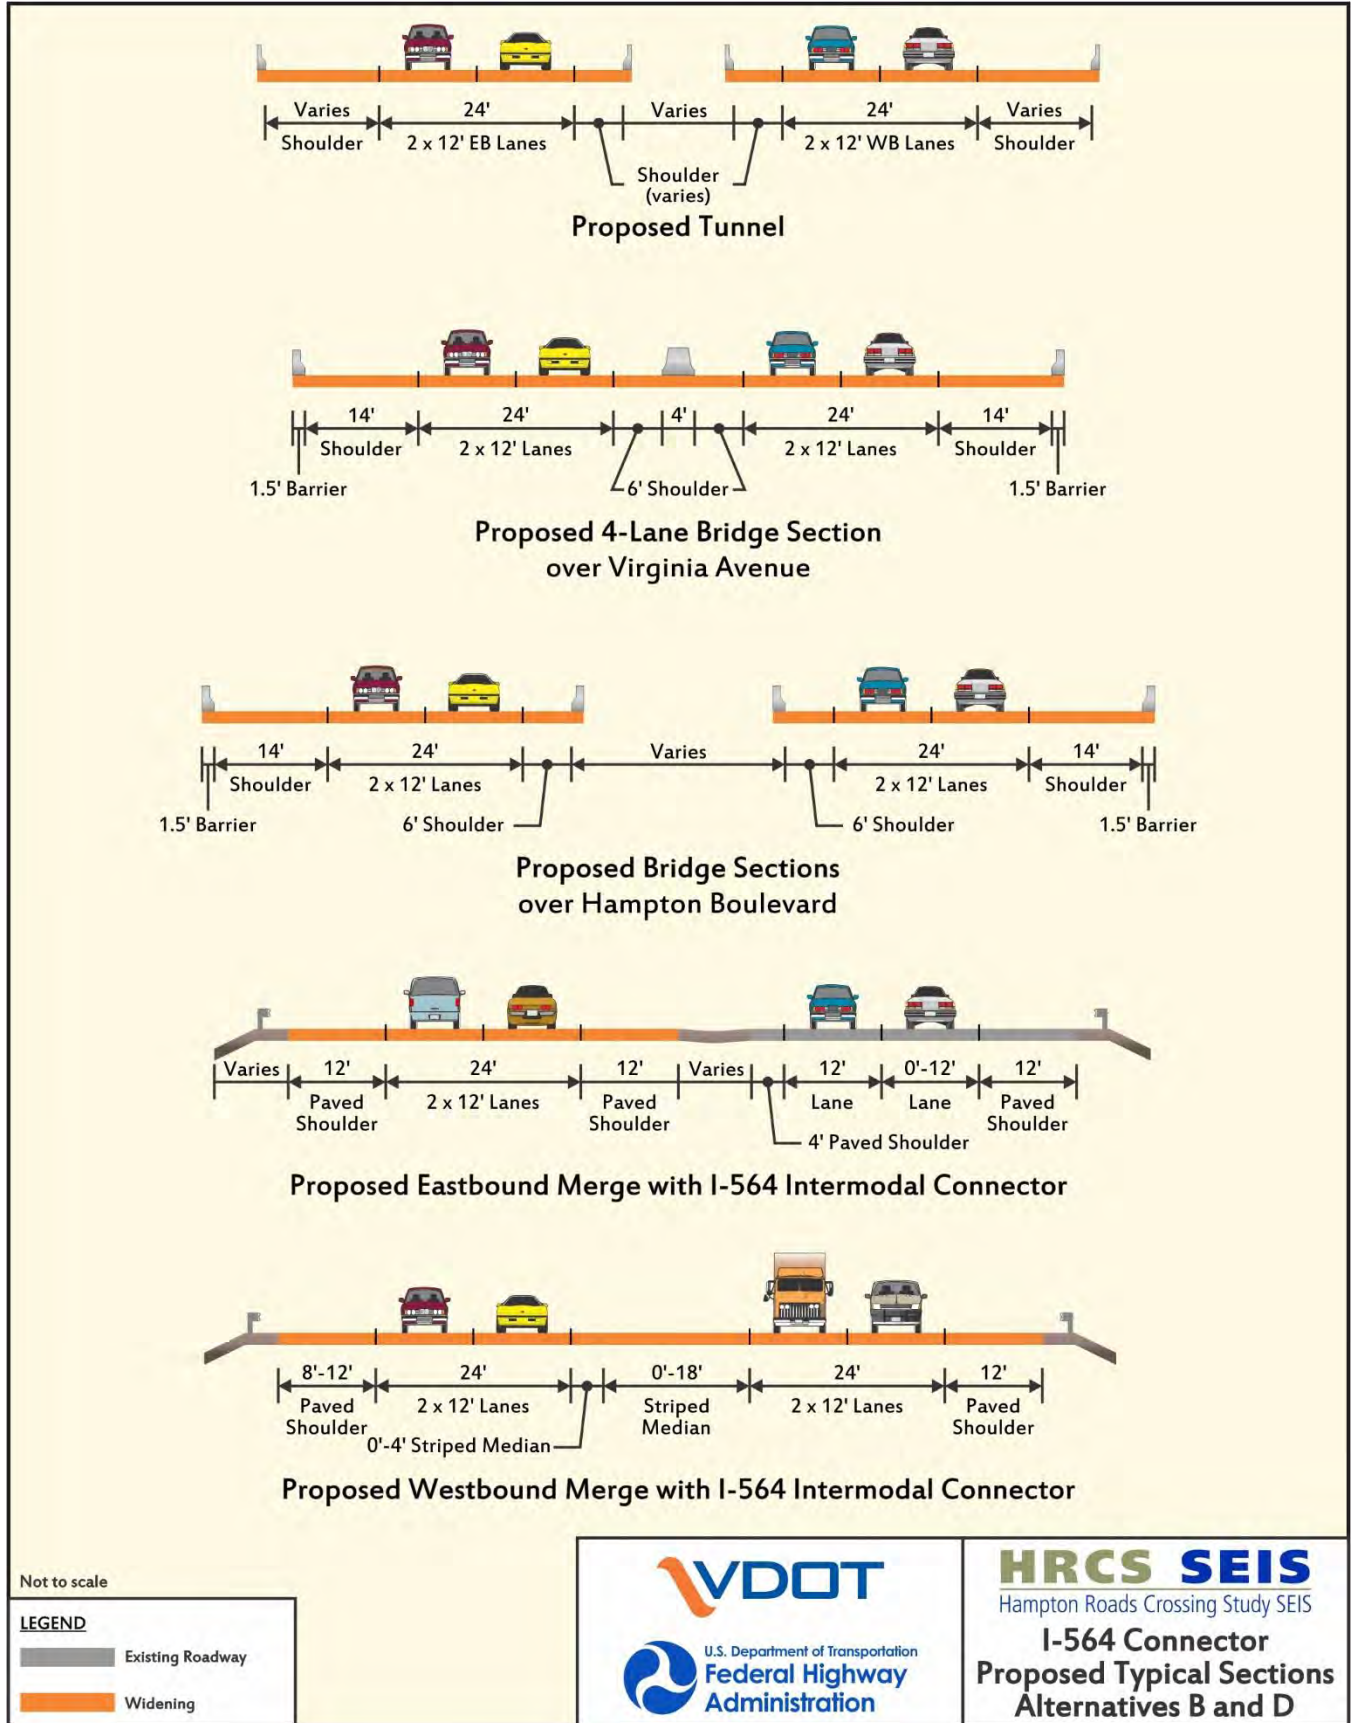 Varies 24' Varies 24' Varies
Shoulder 2 x 12' EB Lanes 2 x 12' WB Lanes Shoulder
Shoulder
(varies)
Proposed Tunnel
14' 24' 4' 24' 14'
Shoulder 2 x 12' Lanes 2 x 12' Lanes Shoulder
1.5' Barrier 6' Shoulder 1.5' Barrier
Proposed 4-Lane Bridge Section
over Virginia Avenue
14' 24' Varies 24' 14'
Shoulder 2 x 12' Lanes 2 x 12' Lanes Shoulder
1.5' Barrier 6' Shoulder 6' Shoulder 1.5' Barrier
Proposed Bridge Sections
over Hampton Boulevard
Varies 12' 24' 12' Varies 12' 0'-12' 12'
Paved 2 x 12' Lanes Paved Lane Lane Paved
Shoulder Shoulder Shoulder
4' Paved Shoulder
Proposed Eastbound Merge with I-564 Intermodal Connector
8'-12' 24' 0'-18' 24' 12'
Paved 2 x 12' Lanes Striped 2 x 12' Lanes Paved
Shoulder Median Shoulder
0'-4' Striped Median
Proposed Westbound Merge with I-564 Intermodal Connector
Not to scale
LEGEND
Existing Roadway
Widening
VDOT
U.S. Department of Transportation
Federal Highway
Administration
HRCS SEIS
Hampton Roads Crossing Study SEIS
I-564 Connector
Proposed Typical Sections
Alternatives B and D